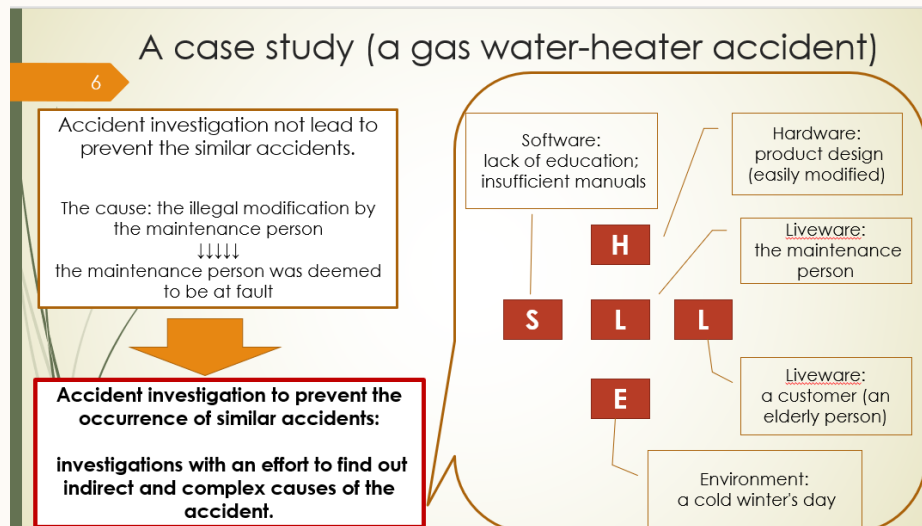 A case study (a gas water-heater accident)
6
Accident investigation not lead to
prevent the similar accidents.
The cause: the illegal modification by
the maintenance person
↓↓↓↓↓
the maintenance person was deemed
to be at fault
Accident investigation to prevent the
occurrence of similar accidents:
investigations with an effort to find out
indirect and complex causes of the
accident.
Software:
lack of education;
insufficient manuals
Hardware:
product design
(easily modified)
H
Liveware:
the maintenance
person
S
L
L
Liveware:
a customer (an
elderly person)
E
Environment:
a cold winter's day